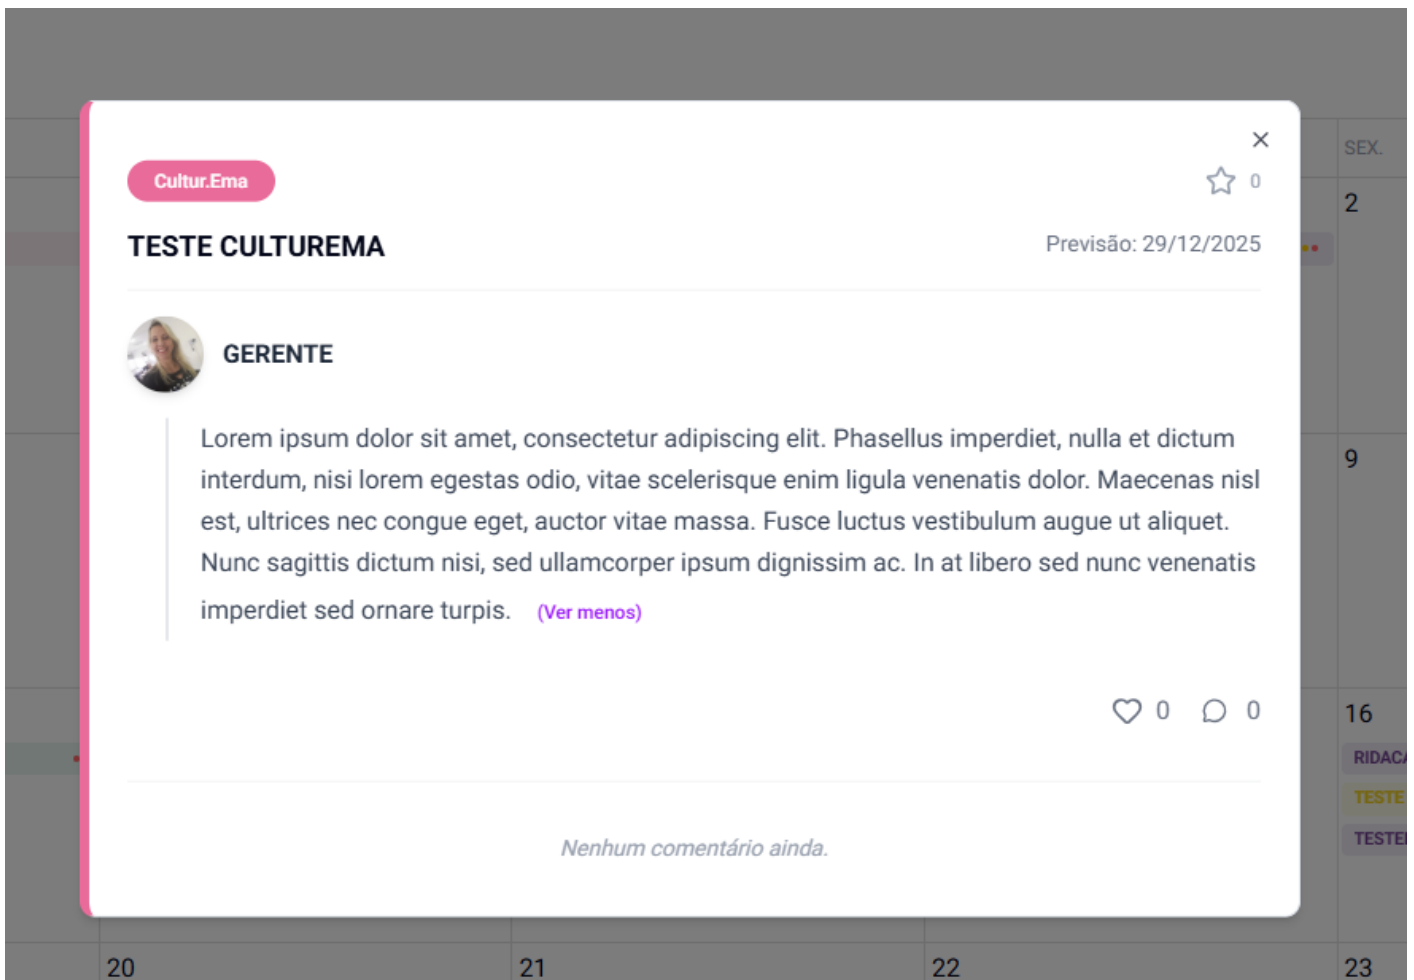 SEX.
Cultur.Ema
0
2
TESTE CULTUREMA
Previsão: 29/12/2025
GERENTE
Lorem ipsum dolor sit amet, consectetur adipiscing elit. Phasellus imperdiet, nulla et dictum
interdum, nisi lorem egestas odio, vitae scelerisque enim ligula venenatis dolor. Maecenas nisl
est, ultrices nec congue eget, auctor vitae massa. Fusce luctus vestibulum augue ut aliquet.
Nunc sagittis dictum nisi, sed ullamcorper ipsum dignissim ac. In at libero sed nunc venenatis
imperdiet sed ornare turpis. (Ver menos)
9
0 0
16
RIDAC
TESTE
TESTE
Nenhum comentário ainda.
20 21 22 23